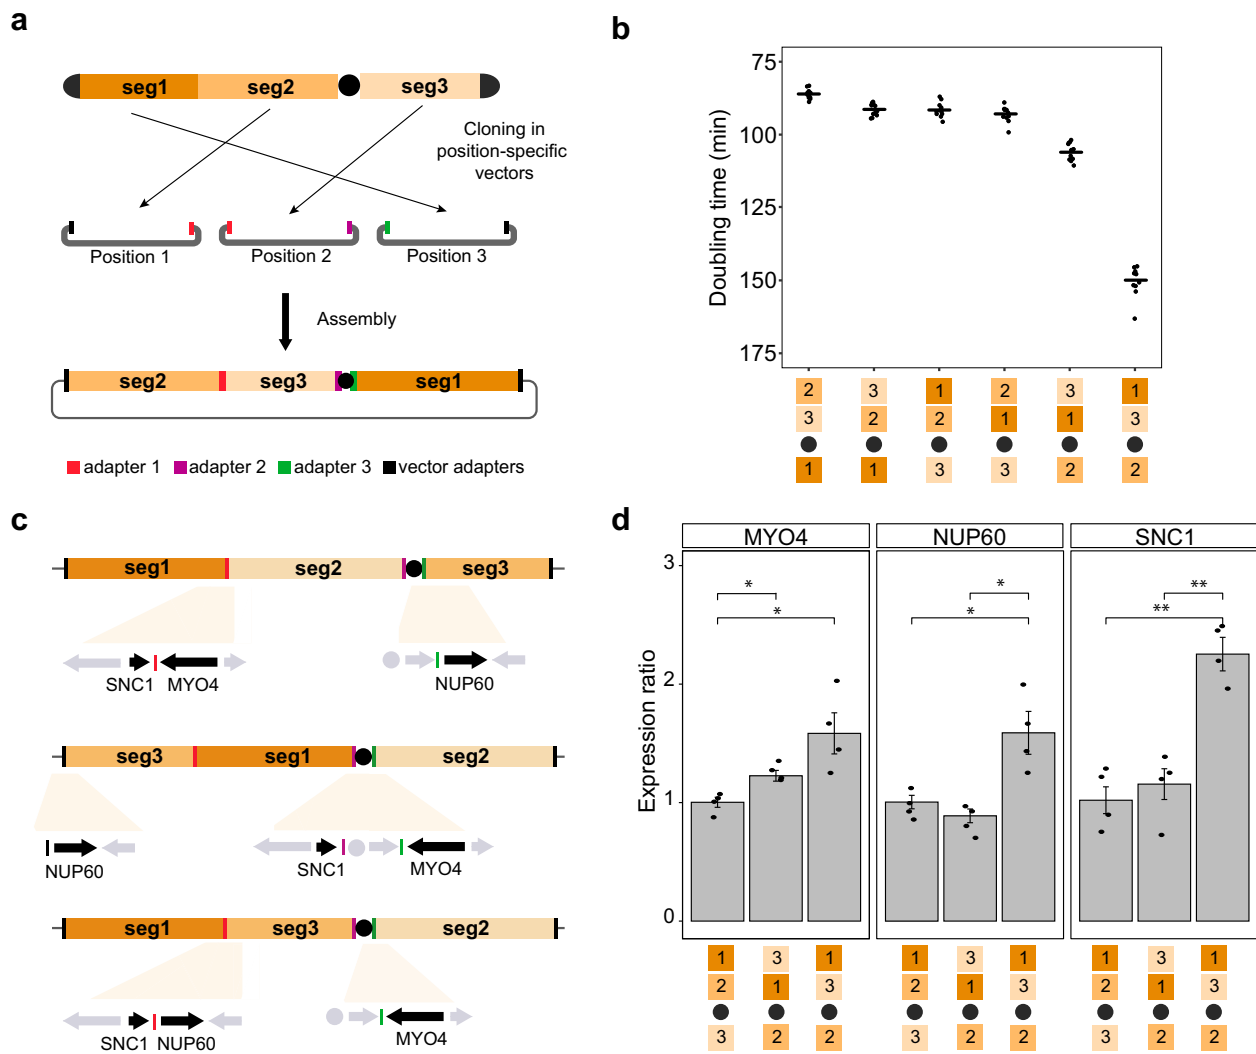 a
seg1 seg2 seg3
Cloning in
position-specific
vectors
Position 1 Position 2 Position 3
Assembly
seg2 seg3 seg1
adapter 1 adapter 2 adapter 3 vector adapters
b
Doubling time (min)
75
100
125
150
175
2 3 1 2 3 1
3 2 2 1 1 3
1 1 3 3 2 2
c
seg1 seg2 seg3
SNC1 MYO4 NUP60
seg3 seg1 seg2
NUP60 SNC1 MYO4
seg1 seg3 seg2
SNC1 NUP60 MYO4
d
MYO4 NUP60 SNC1
Expression ratio
3
2
1
0
* * * * ** **
1 3 1 1 3 1 1 3 1
2 1 3 2 1 3 2 1 3
3 2 2 3 2 2 3 2 2